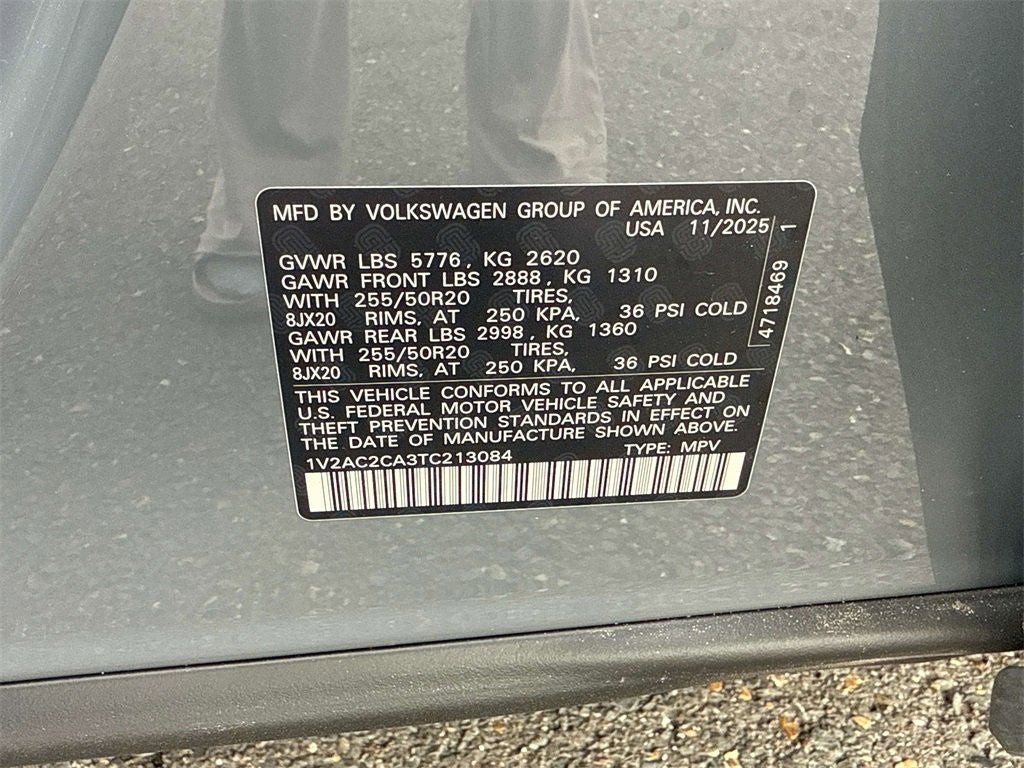 MFD BY VOLKSWAGEN GROUP OF AMERICA, INC.
USA 11/2025
GVWR LBS 5776, KG 2620
GAWR FRONT LBS 2888, KG 1310
WITH 255/50R20 TIRES,
8JX20 RIMS, AT 250 KPA, 36 PSI COLD
GAWR REAR LBS 2998, KG 1360
WITH 255/50R20 TIRES,
8JX20 RIMS, AT 250 KPA, 36 PSI COLD
4718469 1
THIS VEHICLE CONFORMS TO ALL APPLICABLE
U.S. FEDERAL MOTOR VEHICLE SAFETY AND
THEFT PREVENTION STANDARDS IN EFFECT ON
THE DATE OF MANUFACTURE SHOWN ABOVE.
1V2AC2CA3TC213084 TYPE: MPV